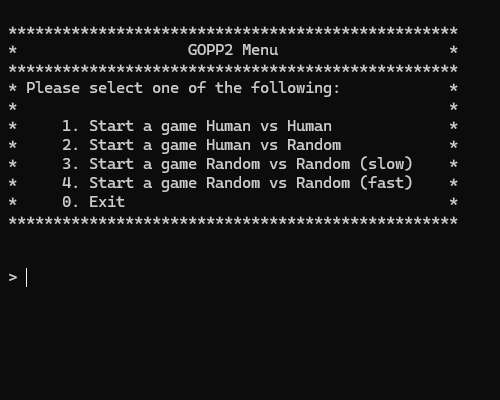 **************************************************
*                   GOPP2 Menu                   *
**************************************************
* Please select one of the following:            *
*                                                *
*     1. Start a game Human vs Human             *
*     2. Start a game Human vs Random            *
*     3. Start a game Random vs Random (slow)    *
*     4. Start a game Random vs Random (fast)    *
*     0. Exit                                    *
**************************************************
>